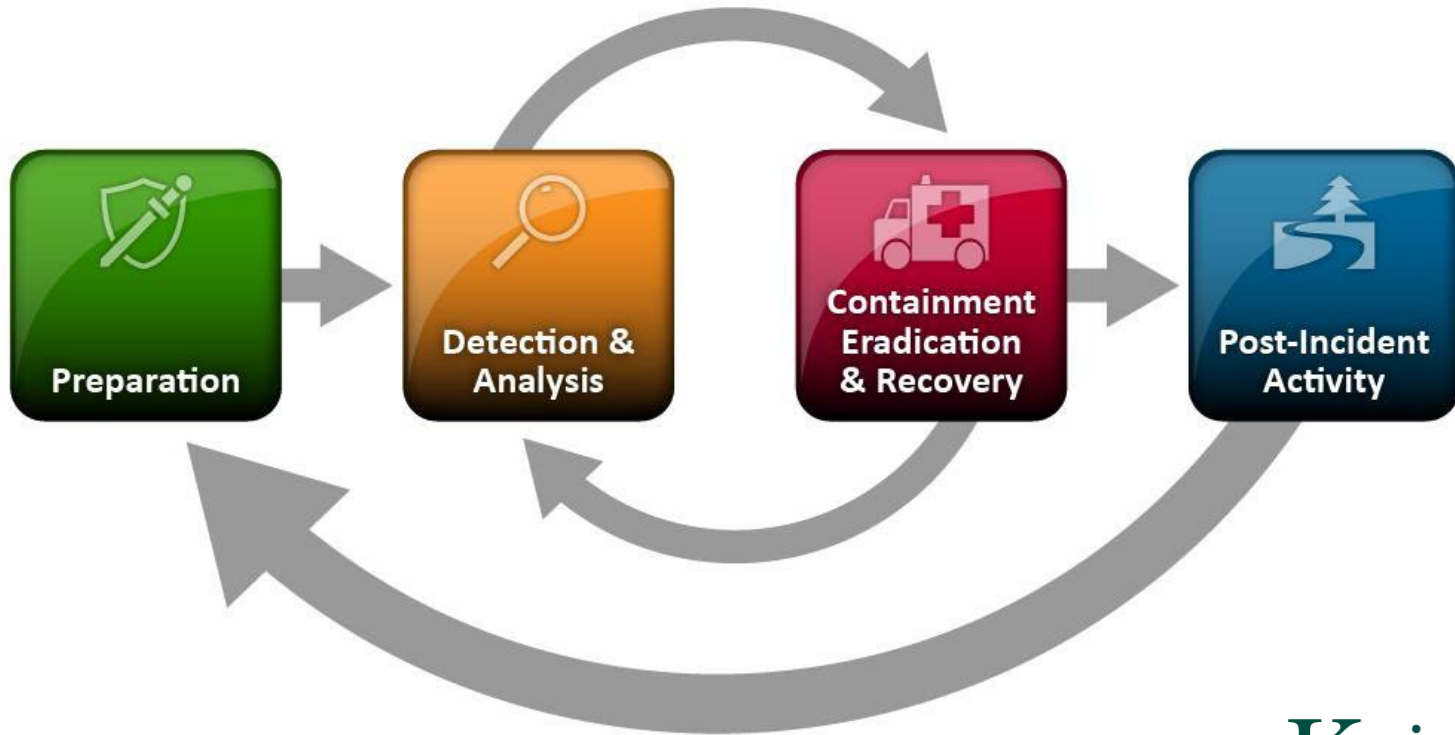 Preparation
Detection &
Analysis
Containment
Eradication
& Recovery
Post-Incident
Activity